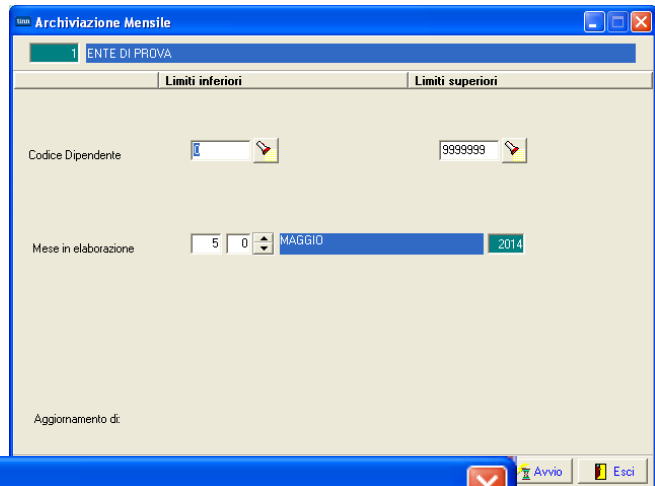 tinn Archiviazione Mensile
1 ENTE DI PROVA
Limiti inferiori Limiti superiori
Codice Dipendente 0 9999999
Mese in elaborazione 5 0 MAGGIO 2014
Aggiornamento di:
Avvio Esci